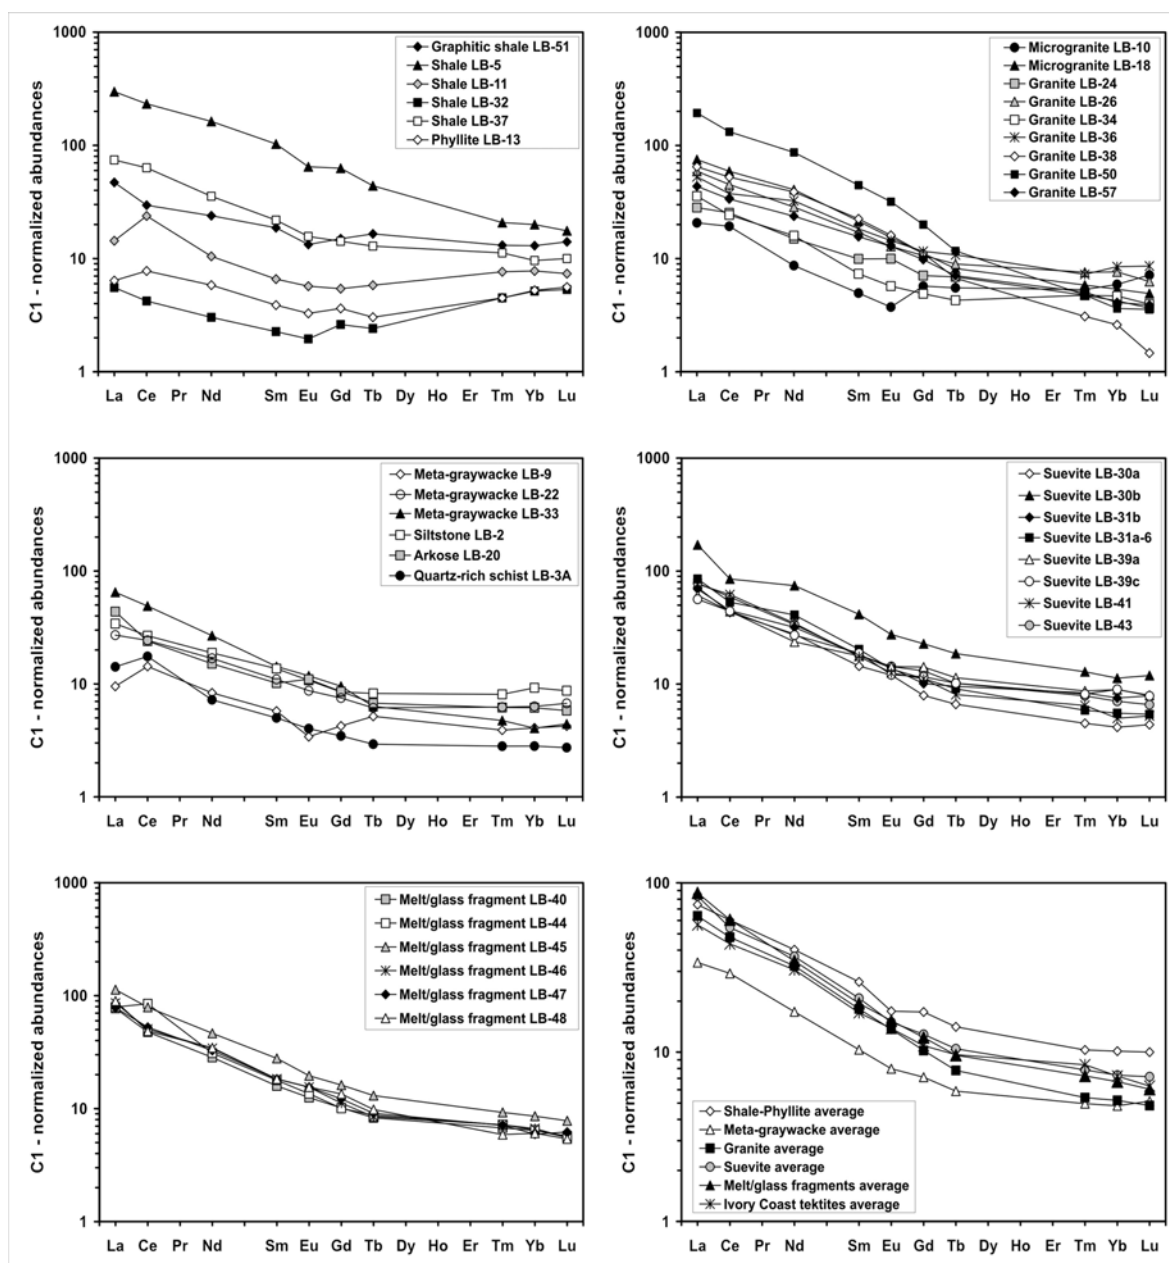 1000
100
10
1
C1 - normalized abundances
Graphitic shale LB-51
Shale LB-5
Shale LB-11
Shale LB-32
Shale LB-37
Phyllite LB-13
La Ce Pr Nd Sm Eu Gd Tb Dy Ho Er Tm Yb Lu
1000
100
10
1
C1 - normalized abundances
Microgranite LB-10
Microgranite LB-18
Granite LB-24
Granite LB-26
Granite LB-34
Granite LB-36
Granite LB-38
Granite LB-50
Granite LB-57
La Ce Pr Nd Sm Eu Gd Tb Dy Ho Er Tm Yb Lu
1000
100
10
1
C1 - normalized abundances
Meta-graywacke LB-9
Meta-graywacke LB-22
Meta-graywacke LB-33
Siltstone LB-2
Arkose LB-20
Quartz-rich schist LB-3A
La Ce Pr Nd Sm Eu Gd Tb Dy Ho Er Tm Yb Lu
1000
100
10
1
C1 - normalized abundances
Suevite LB-30a
Suevite LB-30b
Suevite LB-31b
Suevite LB-31a-6
Suevite LB-39a
Suevite LB-39c
Suevite LB-41
Suevite LB-43
La Ce Pr Nd Sm Eu Gd Tb Dy Ho Er Tm Yb Lu
1000
100
10
1
C1 - normalized abundances
Melt/glass fragment LB-40
Melt/glass fragment LB-44
Melt/glass fragment LB-45
Melt/glass fragment LB-46
Melt/glass fragment LB-47
Melt/glass fragment LB-48
La Ce Pr Nd Sm Eu Gd Tb Dy Ho Er Tm Yb Lu
100
10
1
C1 - normalized abundances
Shale-Phyllite average
Meta-graywacke average
Granite average
Suevite average
Melt/glass fragments average
Ivory Coast tektites average
La Ce Pr Nd Sm Eu Gd Tb Dy Ho Er Tm Yb Lu